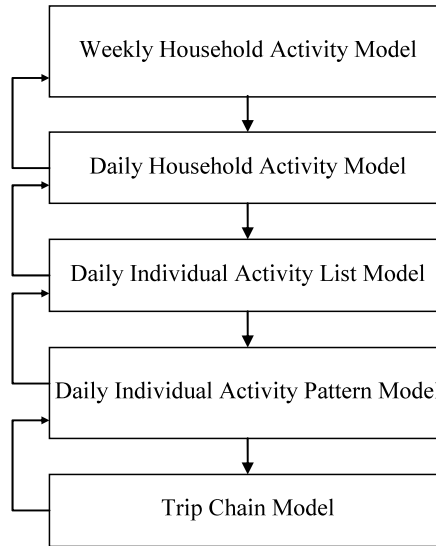 Weekly Household Activity Model
Daily Household Activity Model
Daily Individual Activity List Model
Daily Individual Activity Pattern Model
Trip Chain Model